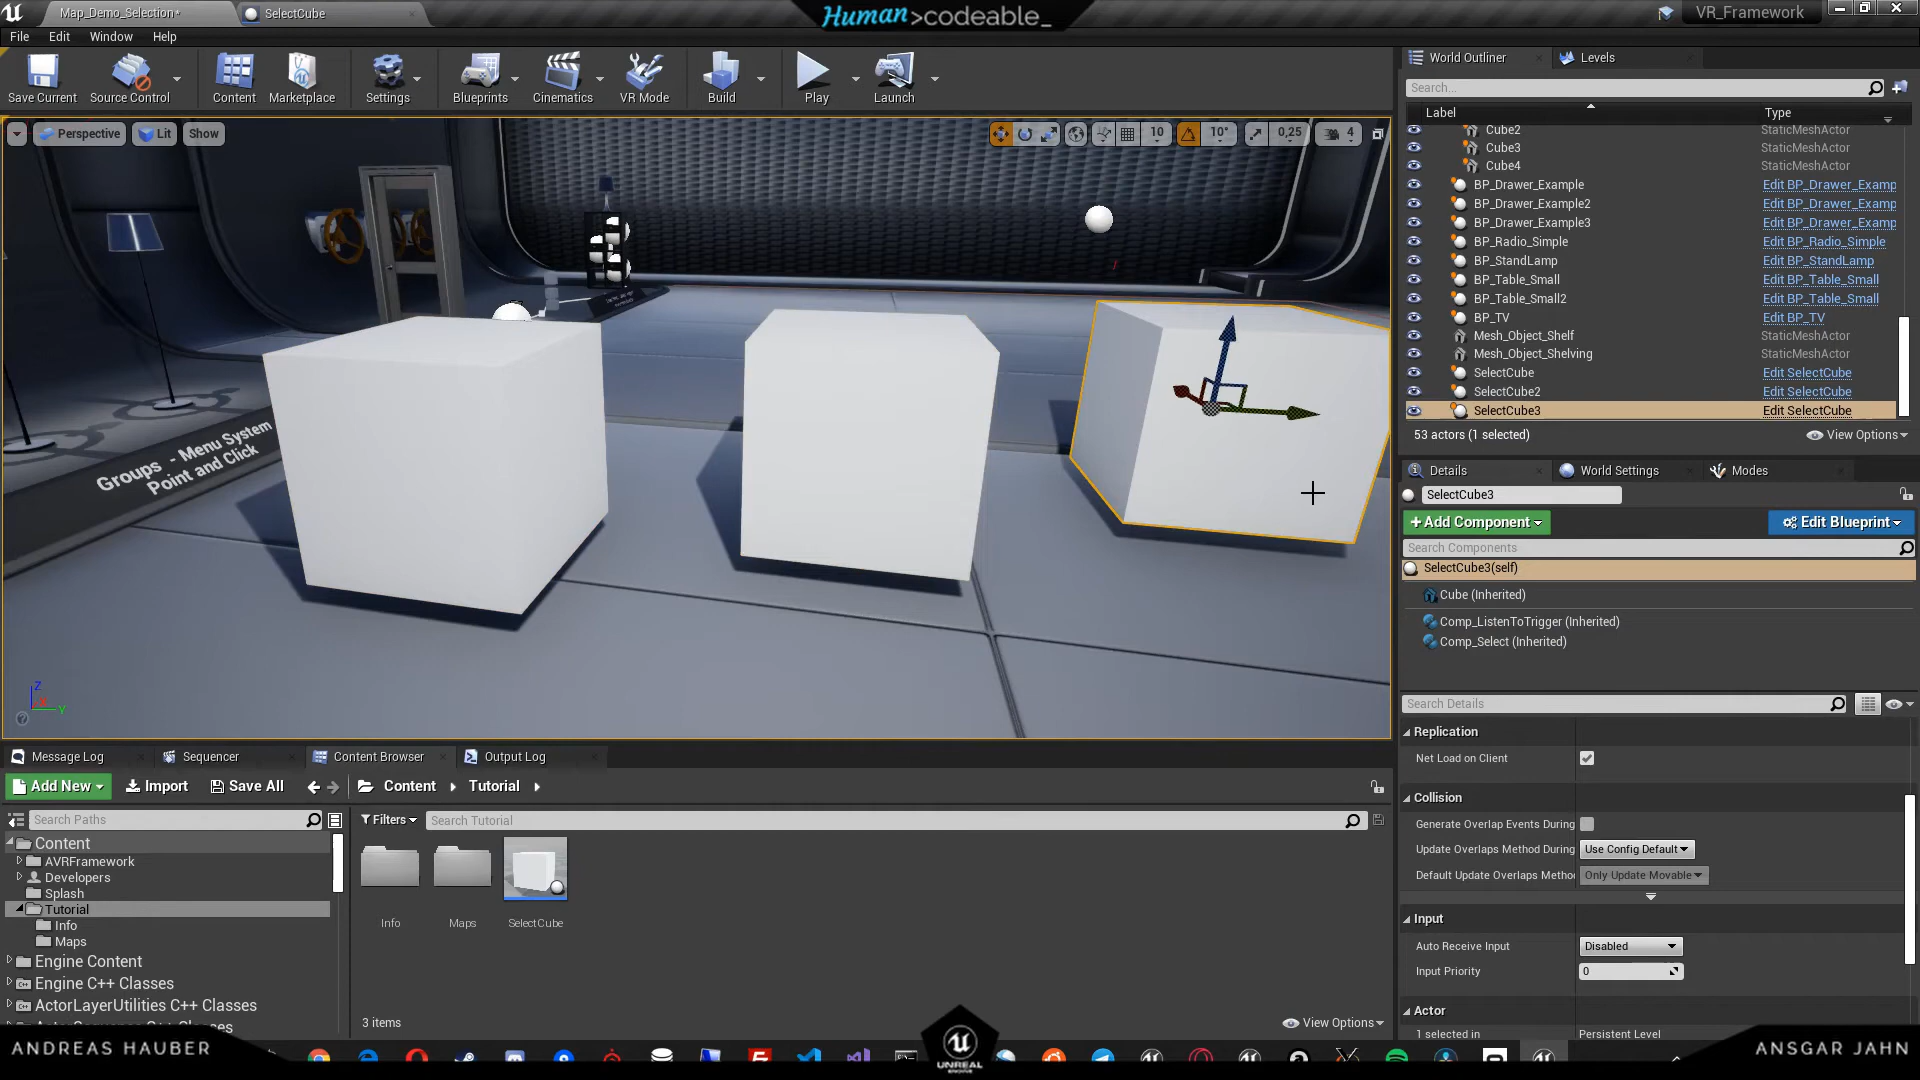 Map_Demo_Selection*
SelectCube
Human>codeable_
VR_Framework
File
Edit
Window
Help
Save Current
Source Control
Content
Marketplace
Settings
Blueprints
Cinematics
VR Mode
Build
Play
Launch
Perspective
Lit
Show
10
10°
0,25
4
Groups - Menu System
Point and Click
World Outliner
Levels
Search...
Label
Type
Cube2
StaticMeshActor
Cube3
StaticMeshActor
Cube4
StaticMeshActor
BP_Drawer_Example
Edit BP_Drawer_Examp
BP_Drawer_Example2
Edit BP_Drawer_Examp
BP_Drawer_Example3
Edit BP_Drawer_Examp
BP_Radio_Simple
Edit BP_Radio_Simple
BP_StandLamp
Edit BP_StandLamp
BP_Table_Small
Edit BP_Table_Small
BP_Table_Small2
Edit BP_Table_Small
BP_TV
Edit BP_TV
Mesh_Object_Shelf
StaticMeshActor
Mesh_Object_Shelving
StaticMeshActor
SelectCube
Edit SelectCube
SelectCube2
Edit SelectCube
SelectCube3
Edit SelectCube
53 actors (1 selected)
View Options
Details
World Settings
Modes
SelectCube3
+ Add Component
Edit Blueprint
Search Components
SelectCube3(self)
Cube (Inherited)
Comp_ListenToTrigger (Inherited)
Comp_Select (Inherited)
Search Details
Replication
Net Load on Client
Collision
Generate Overlap Events During
Update Overlaps Method During
Use Config Default
Default Update Overlaps Metho
Only Update Movable
Input
Auto Receive Input
Disabled
Input Priority
0
Actor
1 selected in
Persistent Level
Z
Y
Message Log
Sequencer
Content Browser
Output Log
Add New
Import
Save All
Content
Tutorial
Search Paths
Filters
Search Tutorial
Content
AVRFramework
Developers
Splash
Tutorial
Info
Maps
Engine Content
Engine C++ Classes
ActorLayerUtilities C++ Classes
ActorSequence C++ Classes
Info
Maps
SelectCube
3 items
View Options
ANDREAS HAUBER
UNREAL
ENGINE
ANSGAR JAHN